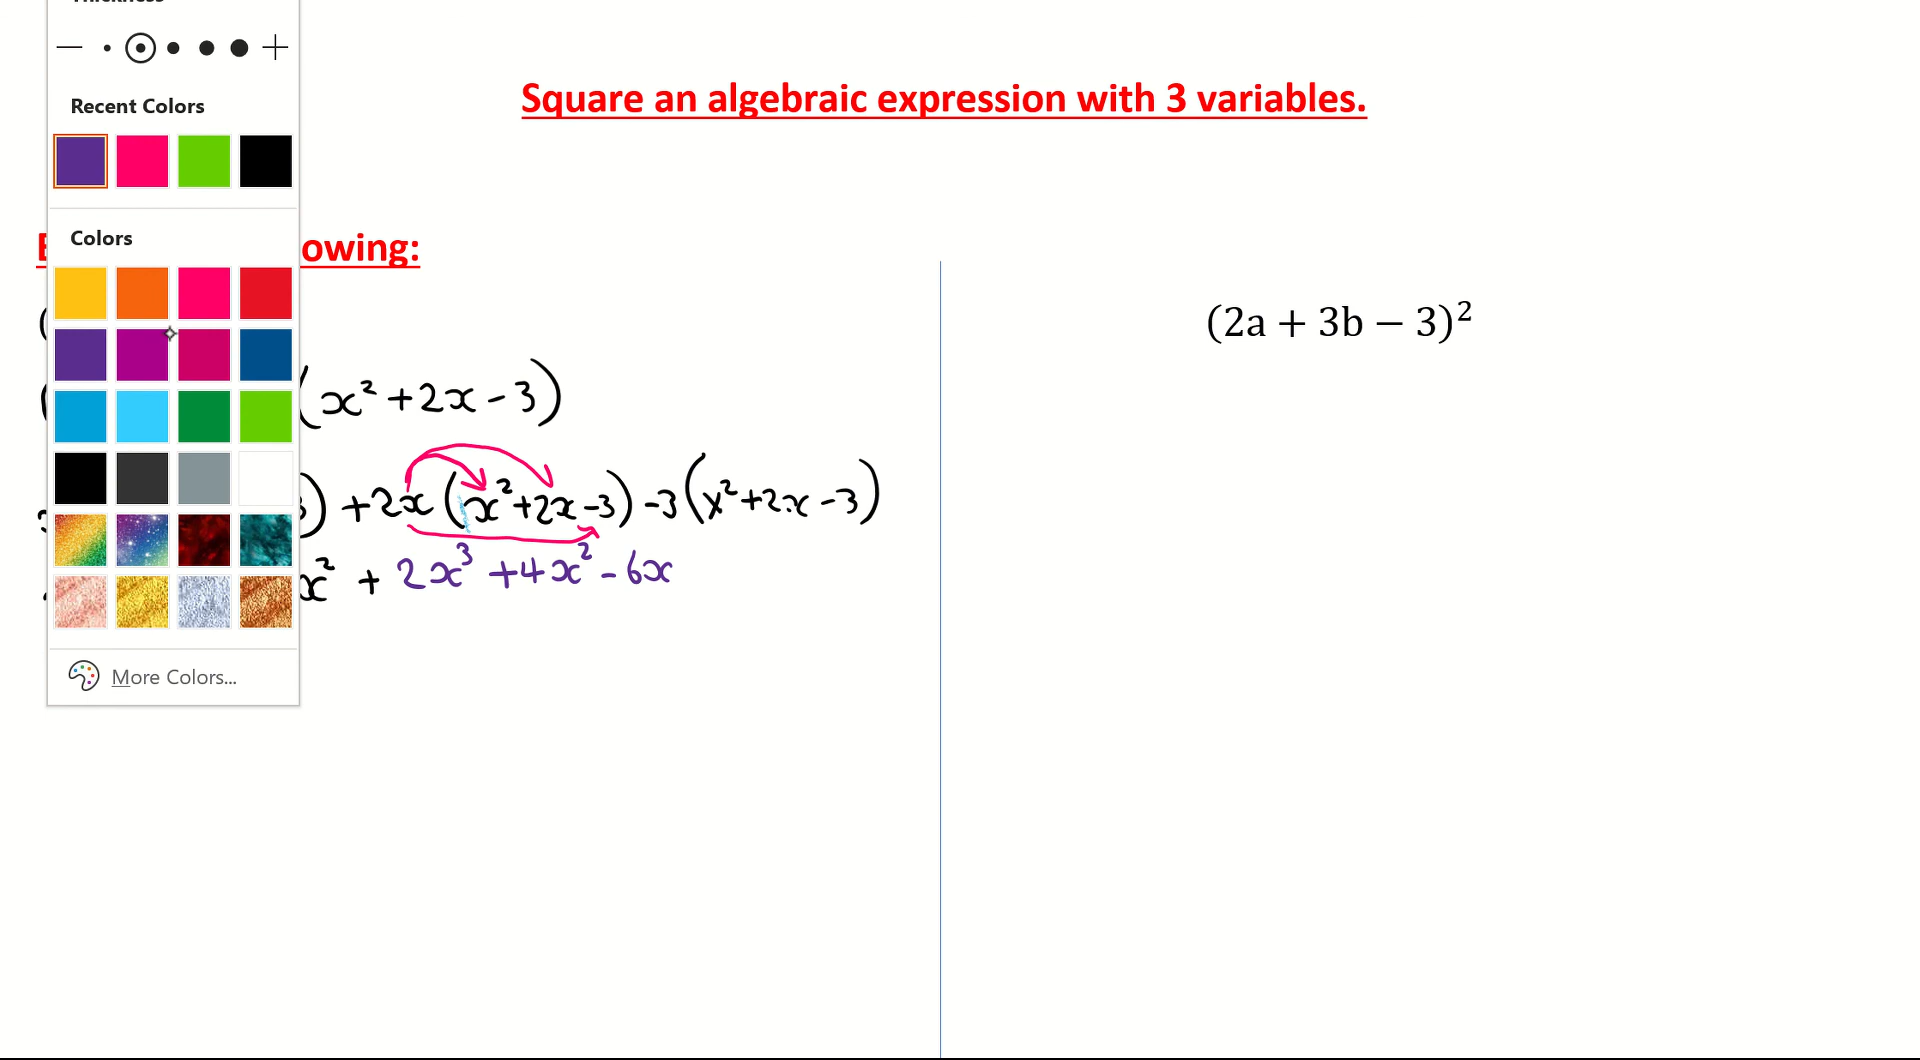 Thickness
Recent Colors
Square an algebraic expression with 3 variables.
Colors
owing:
More Colors...
(x² + 2x - 3)
) + 2x (x² + 2x - 3) - 3 (x² + 2x - 3)
x² + 2x³ + 4x² - 6x
(2a + 3b − 3)²